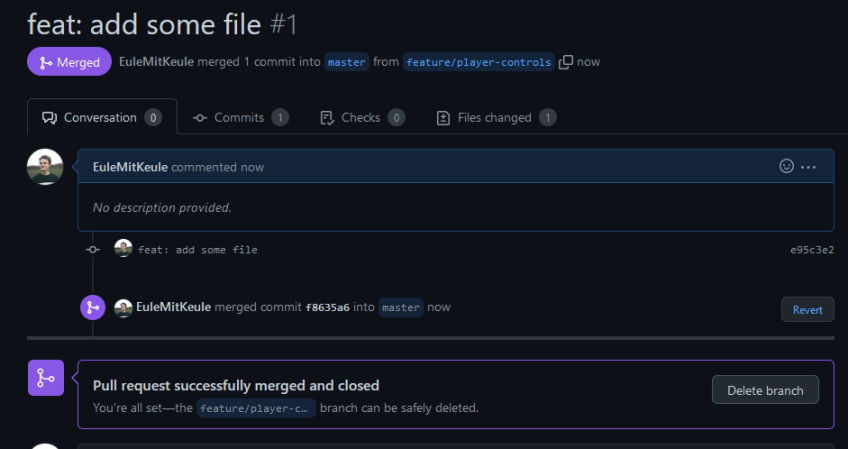 feat: add some file #1
Merged EuleMitKeule merged 1 commit into master from feature/player-controls now
Conversation 0 Commits 1 Checks 0 Files changed 1
EuleMitKeule commented now
No description provided.
feat: add some file e95c3e2
EuleMitKeule merged commit f8635a6 into master now
Revert
Pull request successfully merged and closed
You're all set—the feature/player-c… branch can be safely deleted.
Delete branch